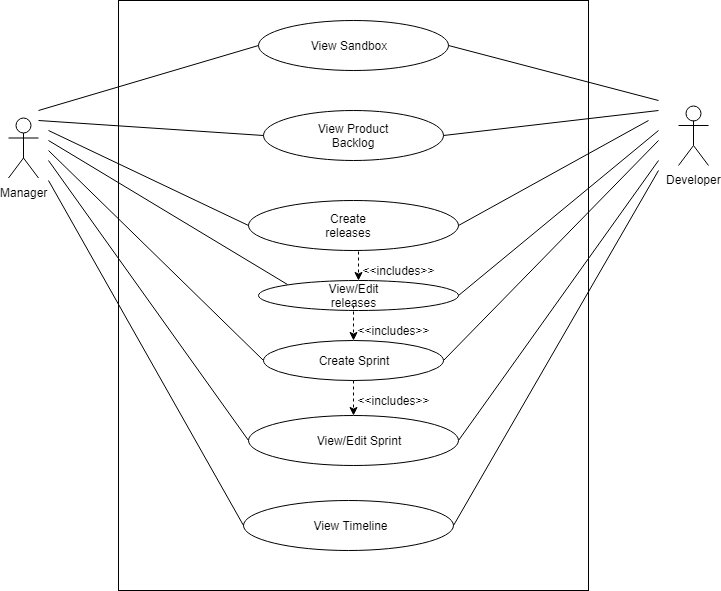 View Sandbox
View Product
Backlog
Manager
Developer
Create
releases
<<includes>>
View/Edit
releases
<<includes>>
Create Sprint
<<includes>>
View/Edit Sprint
View Timeline